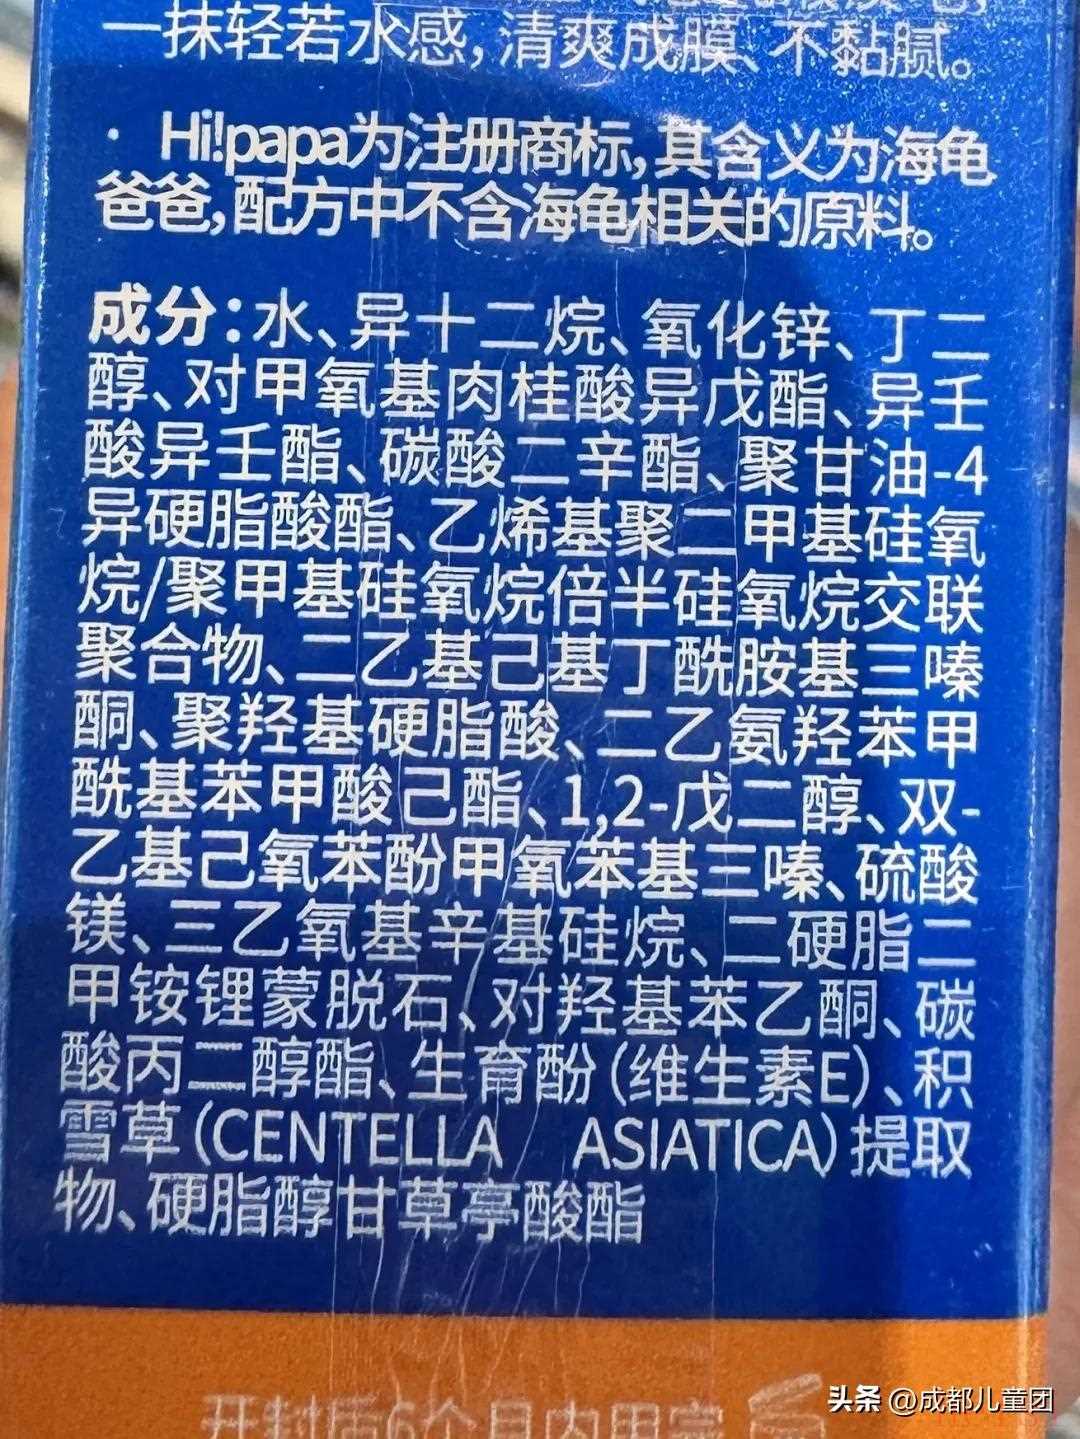 一抹轻若水感，清爽成膜、不黏腻。
· Hi!papa为注册商标，其含义为海龟
爸爸，配方中不含海龟相关的原料。
成分：水、异十二烷、氧化锌、丁二
醇、对甲氧基肉桂酸异戊酯、异壬
酸异壬酯、碳酸二辛酯、聚甘油-4
异硬脂酸酯、乙烯基聚二甲基硅氧
烷/聚甲基硅氧烷倍半硅氧烷交联
聚合物、二乙基己基丁酰胺基三嗪
酮、聚羟基硬脂酸、二乙氨羟苯甲
酰基苯甲酸己酯、1,2-戊二醇、双-
乙基己氧苯酚甲氧苯基三嗪、硫酸
镁、三乙氧基辛基硅烷、二硬脂二
甲铵锂蒙脱石、对羟基苯乙酮、碳
酸丙二醇酯、生育酚（维生素E）、积
雪草（CENTELLA ASIATICA）提取
物、硬脂醇甘草亭酸酯
开封后6个月内用完
头条 @成都儿童团